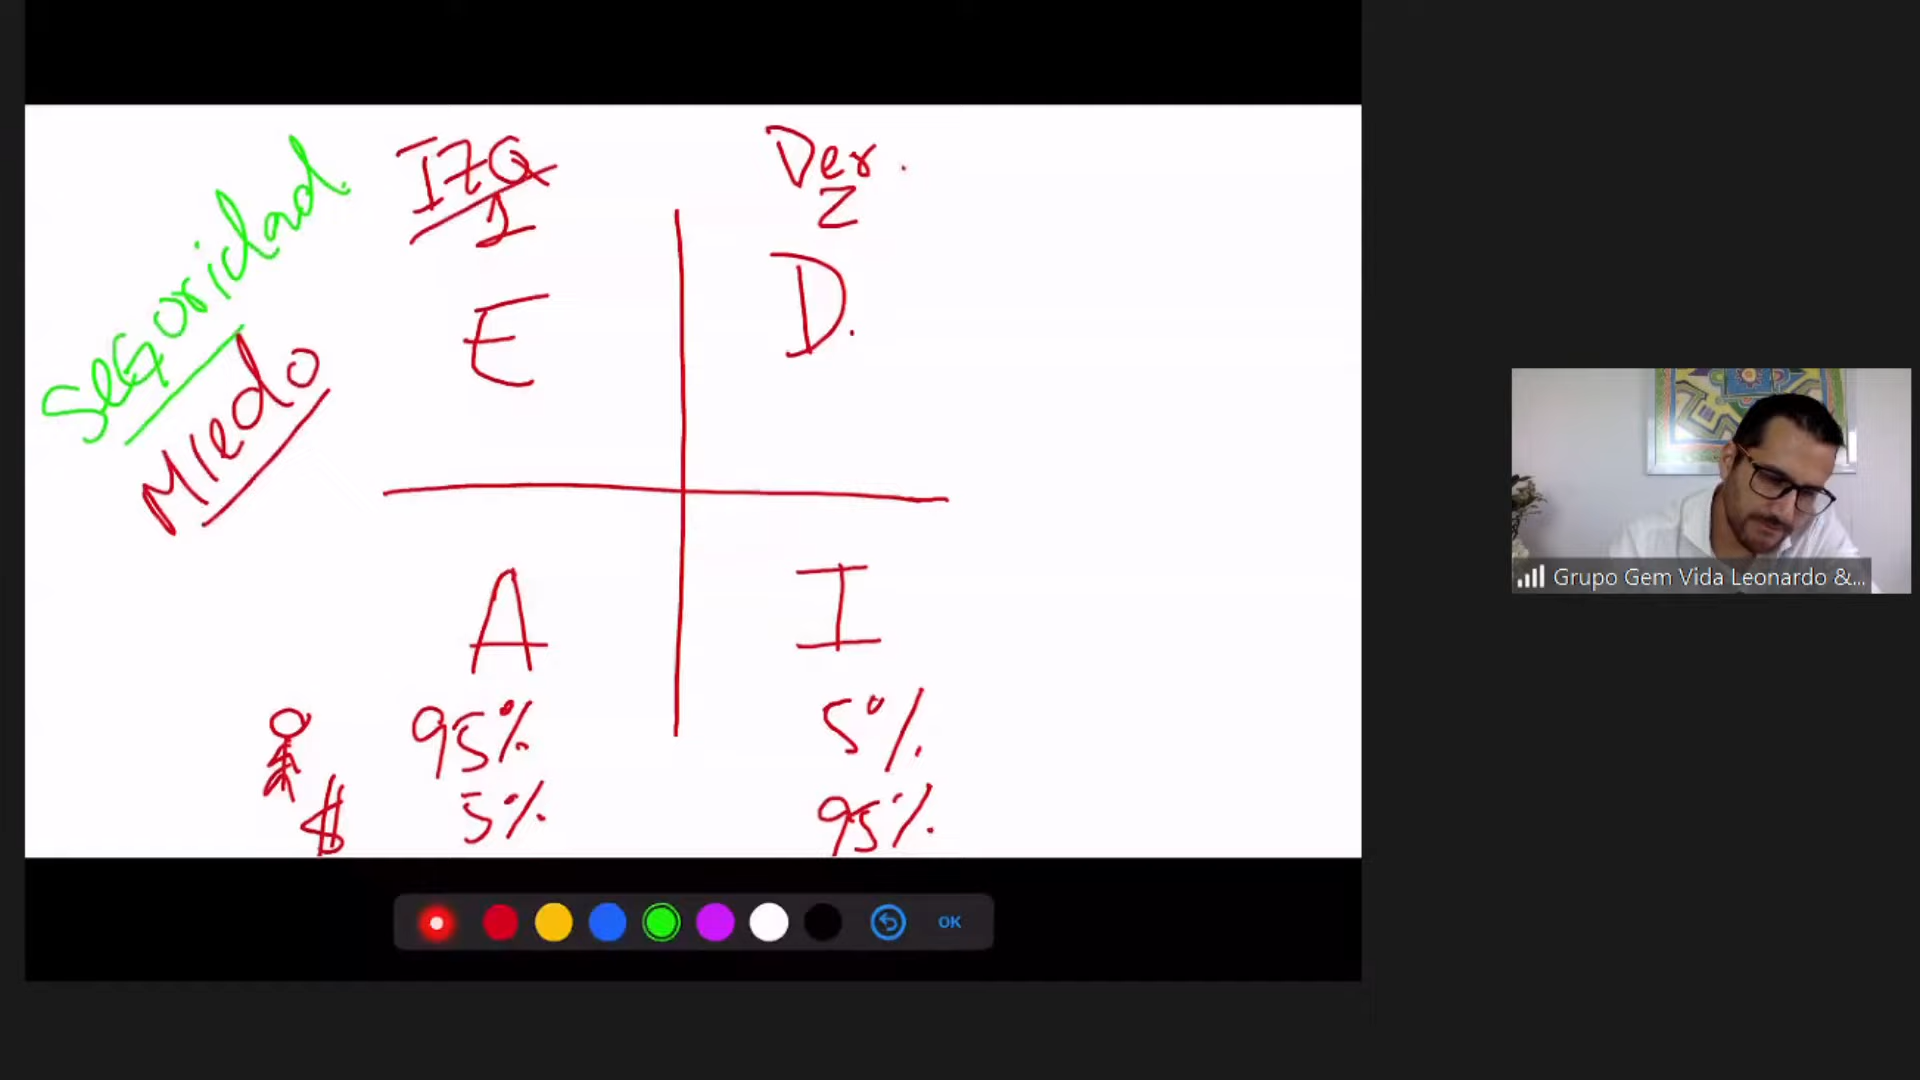 IZQ
1
Der.
2
Seguridad.
Miedo
E
D.
A
I
95%
5%
$
5%
95%
OK
Grupo Gem Vida Leonardo &...